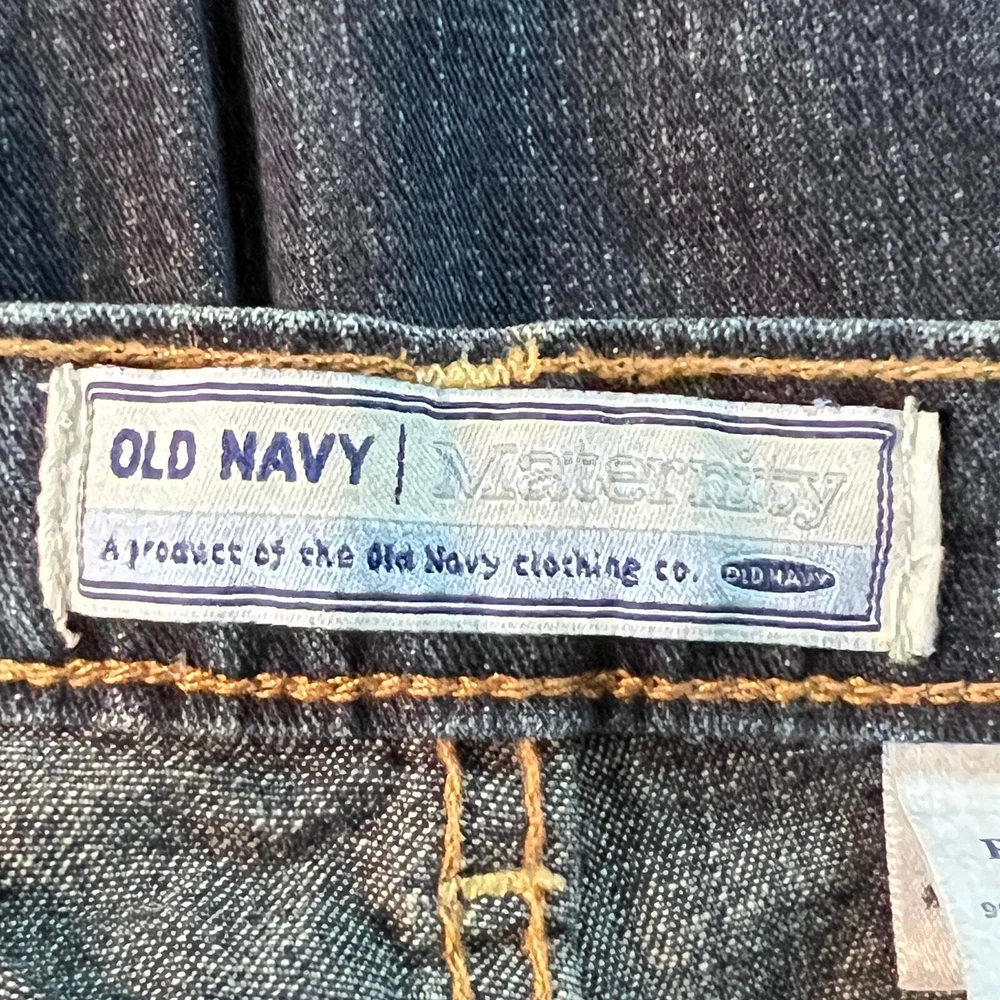 OLD NAVY | Maternity
A product of the Old Navy clothing co. OLD NAVY